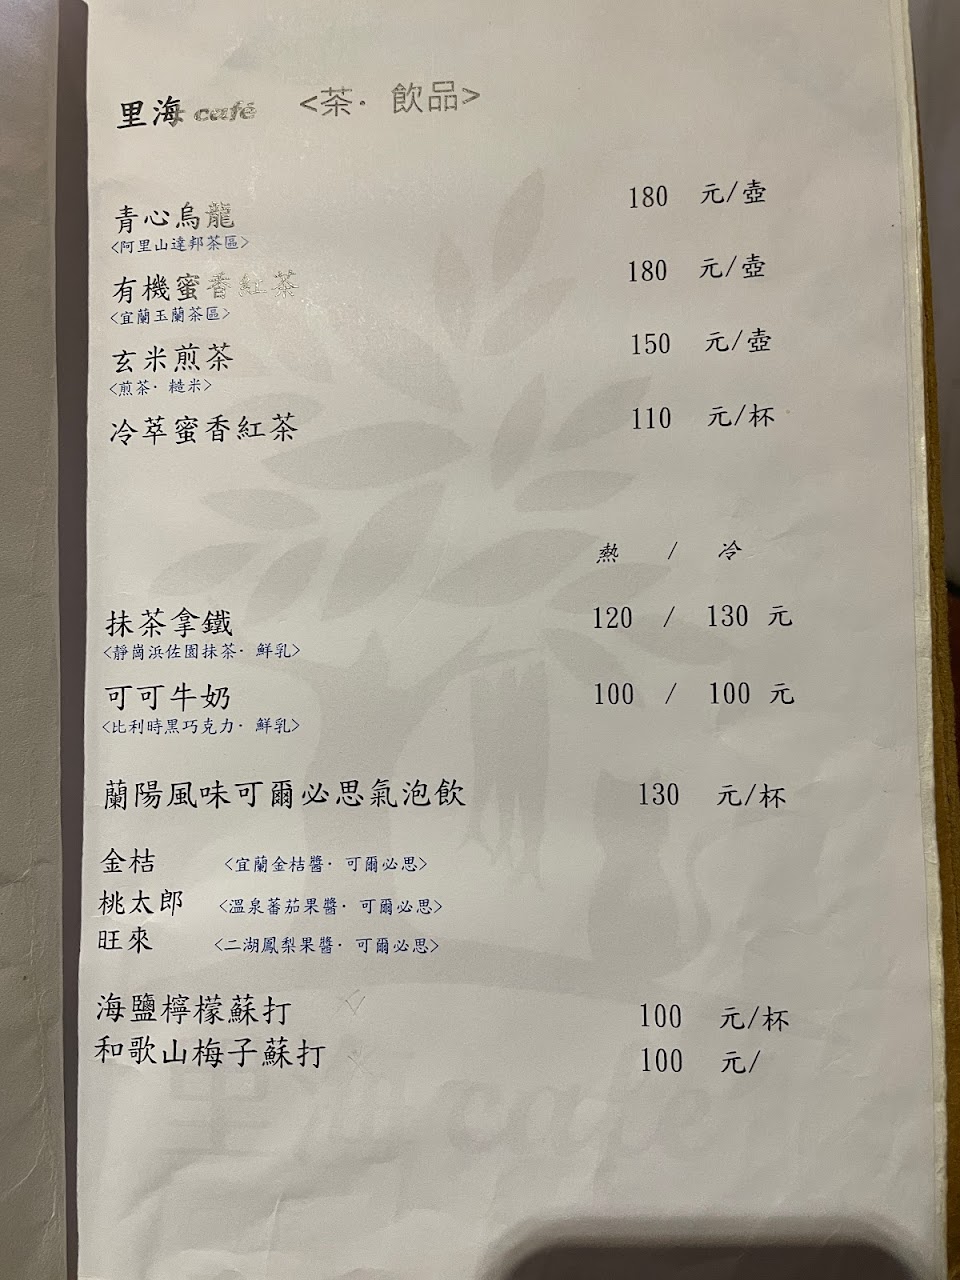 里海 café <茶· 飲品>
青心烏龍 180 元/壺
<阿里山達邦茶區>
有機蜜香紅茶 180 元/壺
<宜蘭玉蘭茶區>
玄米煎茶 150 元/壺
<煎茶· 糙米>
冷萃蜜香紅茶 110 元/杯
熱 / 冷
抹茶拿鐵 120 / 130 元
<靜崗浜佐園抹茶· 鮮乳>
可可牛奶 100 / 100 元
<比利時黑巧克力· 鮮乳>
蘭陽風味可爾必思氣泡飲 130 元/杯
金桔 <宜蘭金桔醬· 可爾必思>
桃太郎 <溫泉蕃茄果醬· 可爾必思>
旺來 <二湖鳳梨果醬· 可爾必思>
海鹽檸檬蘇打 100 元/杯
和歌山梅子蘇打 100 元/
里海 café